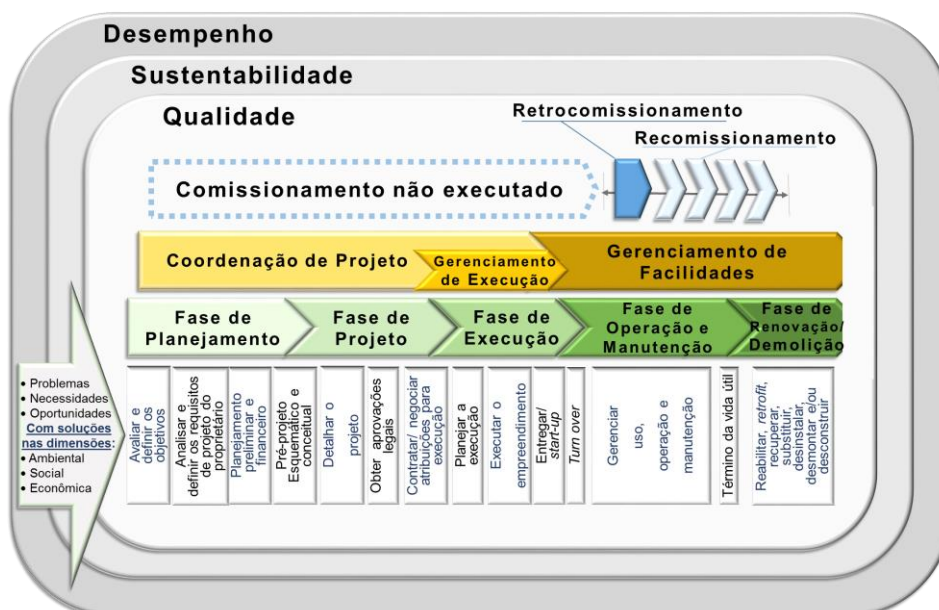 Desempenho
Sustentabilidade
Qualidade
Retrocomissionamento
Recomissionamento
Comissionamento não executado
Coordenação de Projeto
Gerenciamento
de Execução
Gerenciamento de
Facilidades
Fase de
Planejamento
Fase de
Projeto
Fase de
Execução
Fase de
Operação e
Manutenção
Fase de
Renovação/
Demolição
• Problemas
• Necessidades
• Oportunidades
Com soluções
nas dimensões:
• Ambiental
• Social
• Econômica
Avaliar e
definir os
objetivos
Analisar e
definir os requisitos
de projeto do
proprietário
Planejamento
preliminar e
financeiro
Pré-projeto
Esquemático e
conceitual
Detalhar o
projeto
Obter aprovações
legais
Contratar/ negociar
atribuições para
execução
Planejar a
execução
Executar o
empreendimento
Entregar/
start-up
Turn over
Gerenciar
uso,
operação e
manutenção
Término da vida útil
Reabilitar, retrofit,
recuperar,
substituir,
desinstalar,
desmontar e/ou
desconstruir